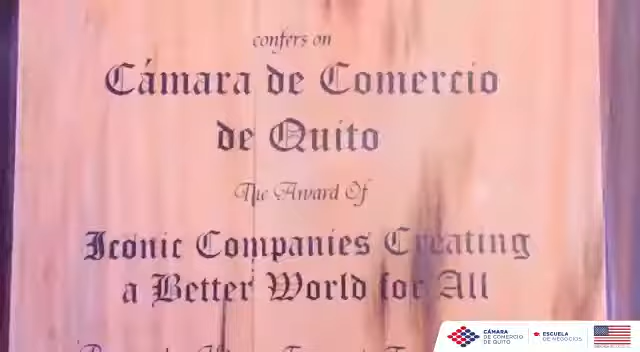 confers on
Cámara de Comercio
de Quito
The Award Of
Iconic Companies Creating
a Better World for All
CÁMARA
DE COMERCIO
DE QUITO
ESCUELA
DE NEGOCIOS